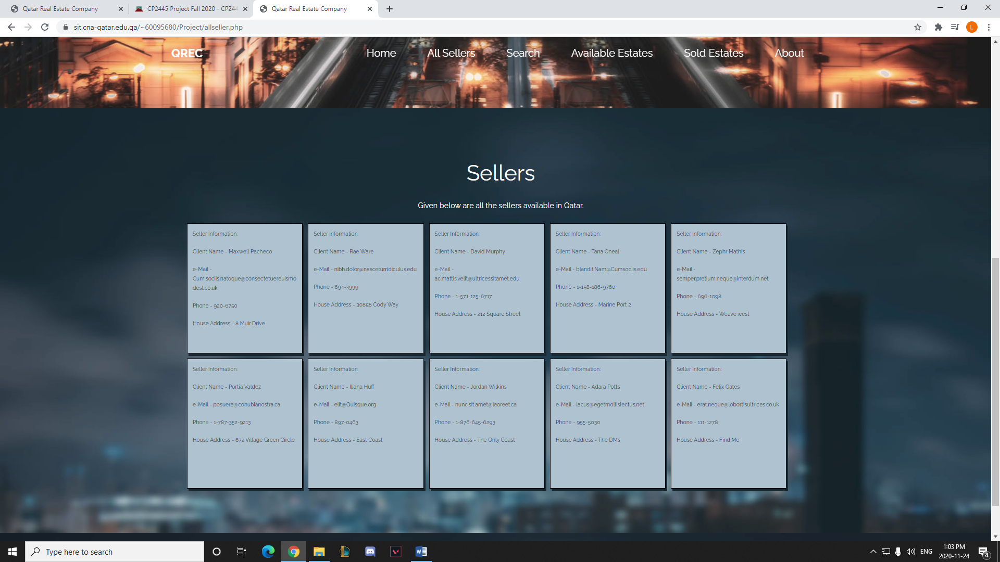 Qatar Real Estate Company
CP2445 Project Fall 2020 - CP244
Qatar Real Estate Company
sit.cna-qatar.edu.qa/~60095680/Project/allseller.php
L
QREC
Home
All Sellers
Search
Available Estates
Sold Estates
About
Sellers
Given below are all the sellers available in Qatar.
Seller Information:
Client Name - Maxwell Pacheco
e-Mail -
Cum.sociis.natoque@consectetuereuismo
dest.co.uk
Phone - 920-6750
House Address - 8 Muir Drive
Seller Information:
Client Name - Rae Ware
e-Mail - nibh.dolor@nasceturridiculus.edu
Phone - 694-3999
House Address - 30858 Cody Way
Seller Information:
Client Name - David Murphy
e-Mail -
ac.mattis.velit@ultricessitamet.edu
Phone - 1-571-125-6717
House Address - 212 Square Street
Seller Information:
Client Name - Tana Oneal
e-Mail - blandit.Nam@Cumsociis.edu
Phone - 1-158-186-9760
House Address - Marine Port 2
Seller Information:
Client Name - Zephr Mathis
e-Mail -
semper.pretium.neque@interdum.net
Phone - 696-1098
House Address - Weave west
Seller Information:
Client Name - Portia Valdez
e-Mail - posuere@conubianostra.ca
Phone - 1-787-352-9213
House Address - 672 Village Green Circle
Seller Information:
Client Name - Iliana Huff
e-Mail - elit@Quisque.org
Phone - 897-0463
House Address - East Coast
Seller Information:
Client Name - Jordan Wilkins
e-Mail - nunc.sit.amet@laoreet.ca
Phone - 1-876-645-6293
House Address - The Only Coast
Seller Information:
Client Name - Adara Potts
e-Mail - lacus@egetmollislectus.net
Phone - 955-5030
House Address - The DMs
Seller Information:
Client Name - Felix Gates
e-Mail - erat.neque@lobortisultrices.co.uk
Phone - 111-1278
House Address - Find Me
Type here to search
ENG
1:03 PM
2020-11-24
4